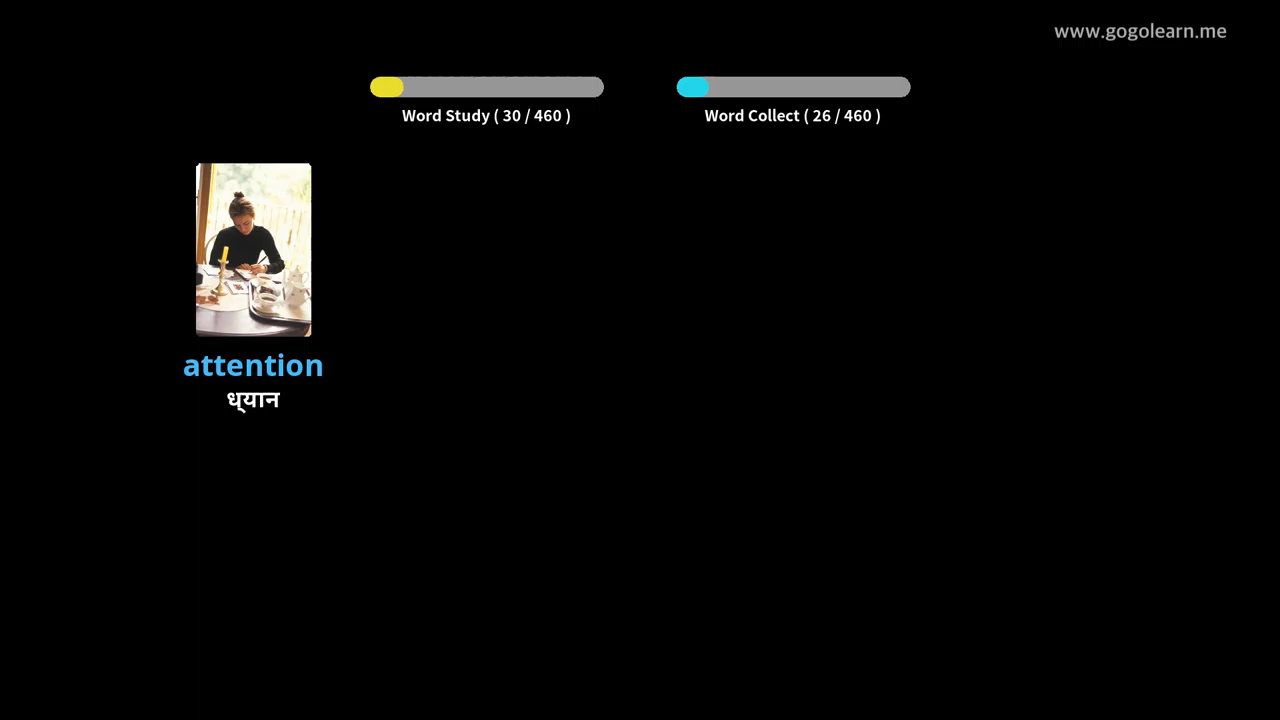 www.gogolearn.me
Word Study ( 30 / 460 )
Word Collect ( 26 / 460 )
attention
ध्यान